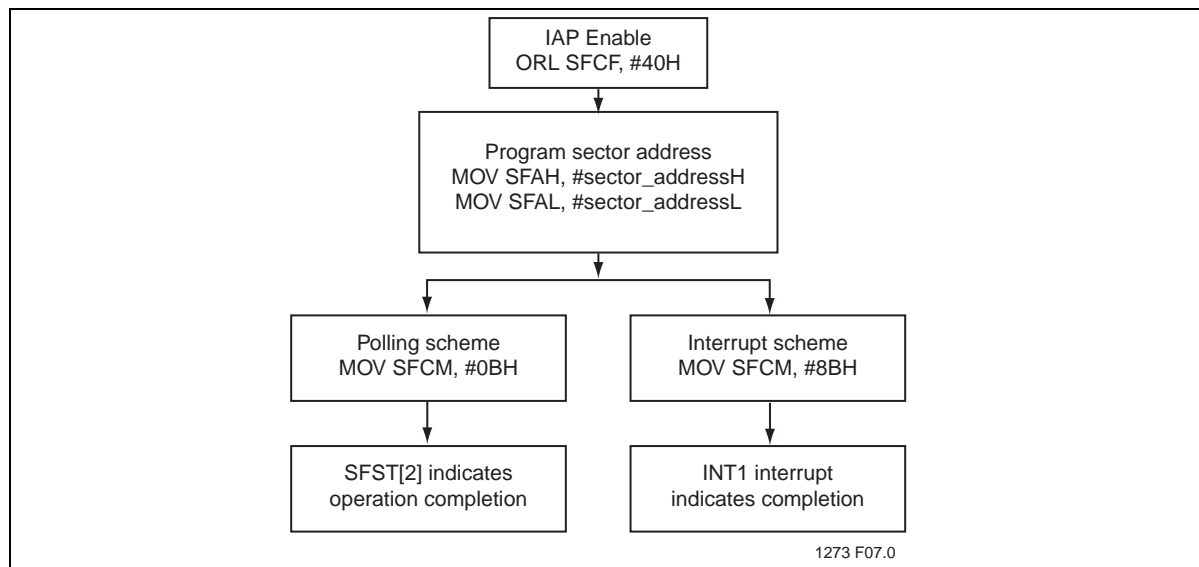 IAP Enable
ORL SFCF, #40H
Program sector address
MOV SFAH, #sector_addressH
MOV SFAL, #sector_addressL
Polling scheme
MOV SFCM, #0BH
Interrupt scheme
MOV SFCM, #8BH
SFST[2] indicates
operation completion
INT1 interrupt
indicates completion
1273 F07.0